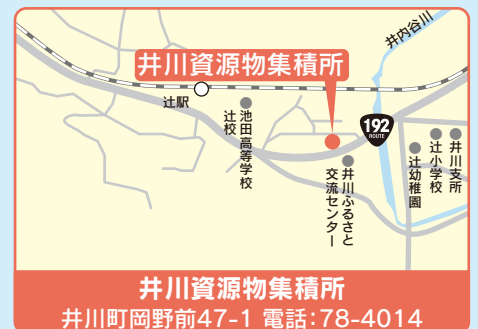 井内谷川
井川資源物集積所
辻駅
池田高等学校
辻校
192
ROUTE
井川ふるさと
交流センター
井川支所
辻小学校
辻幼稚園
井川資源物集積所
井川町岡野前47-1 電話:78-4014